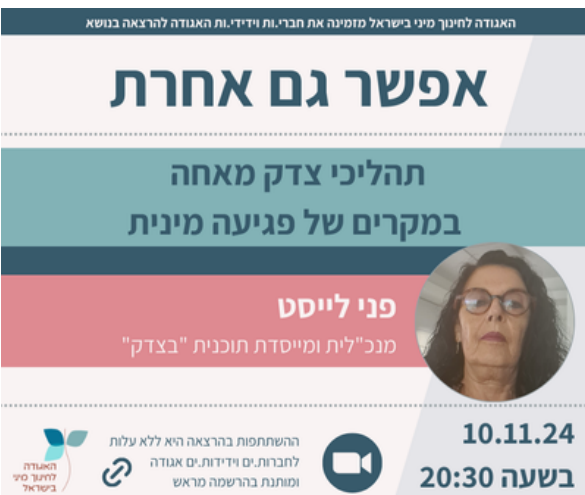 האגודה לחינוך מיני בישראל מזמינה את חברי.ות וידידי.ות האגודה להרצאה בנושא
אפשר גם אחרת
תהליכי צדק מאחה
במקרים של פגיעה מינית
פני לייסט
מנכ"לית ומייסדת תוכנית "בצדק"
10.11.24
בשעה 20:30
ההשתתפות בהרצאה היא ללא עלות
לחברות.ים וידידות.ים אגודה
ומותנת בהרשמה מראש
האגודה
לחינוך מיני
בישראל